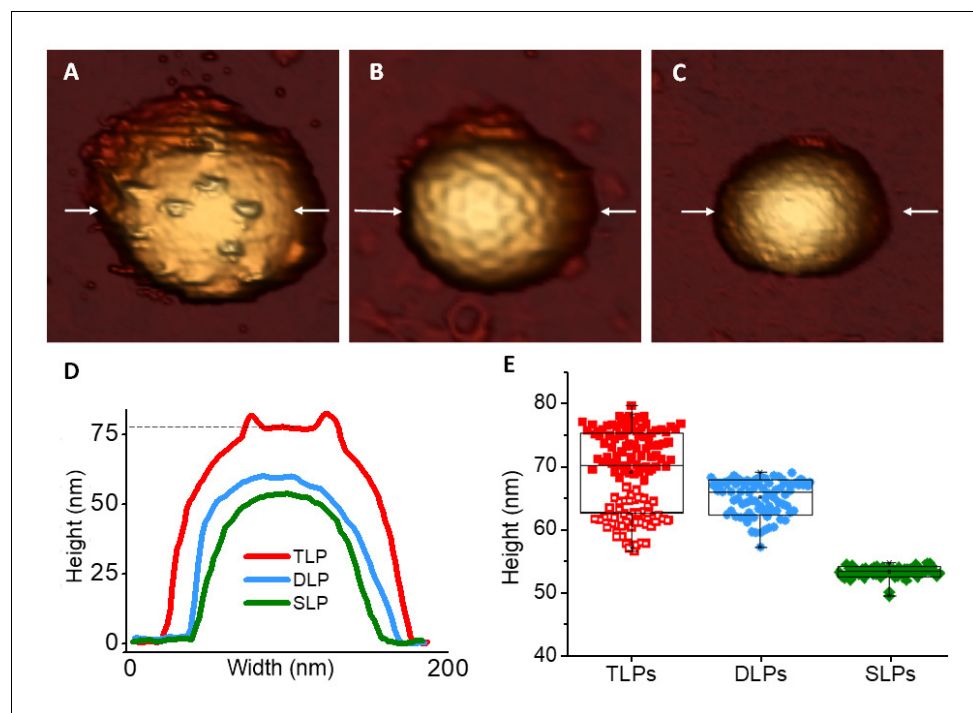 A
B
C
D
Height (nm)
75
50
25
0
TLP
DLP
SLP
0
Width (nm)
200
E
Height (nm)
80
70
60
50
40
TLPs
DLPs
SLPs